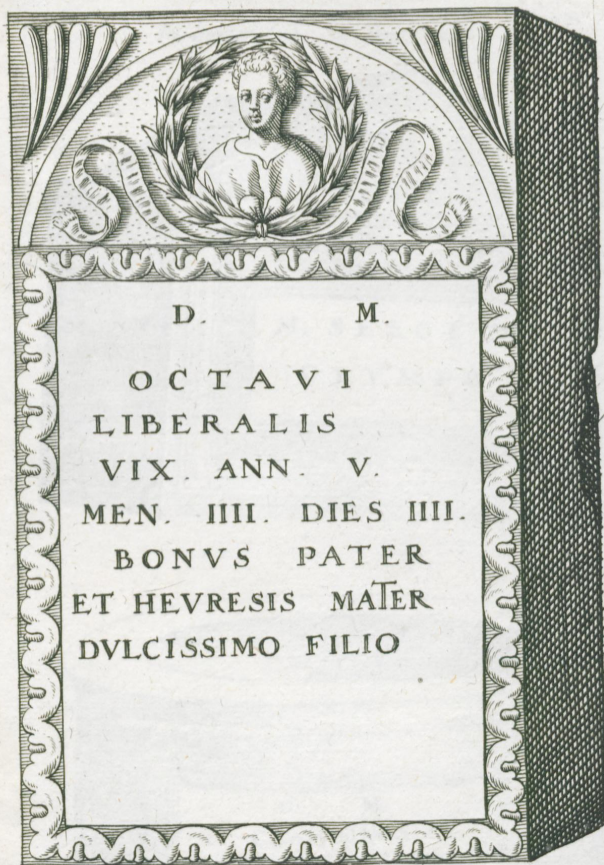 D. M.
OCTAVI
LIBERALIS
VIX. ANN. V.
MEN. IIII. DIES IIII.
BONVS PATER
ET HEVRESIS MATER
DVLCISSIMO FILIO